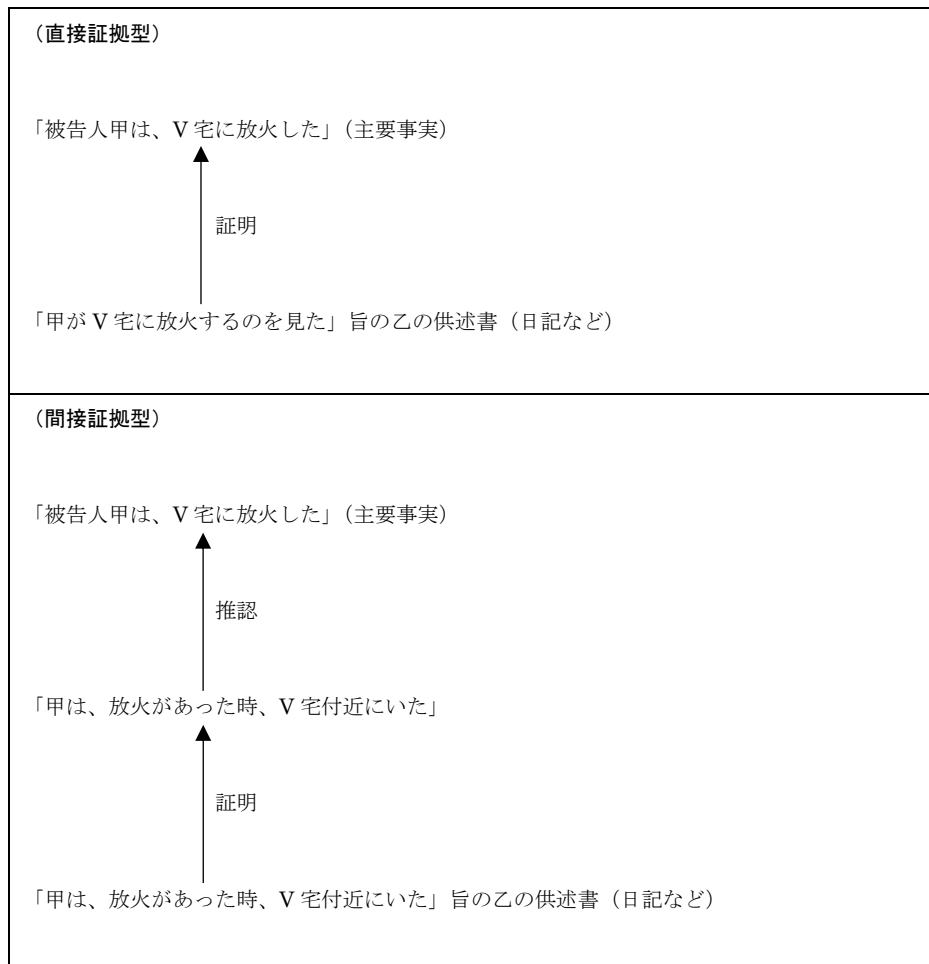 （直接証拠型）
「被告人甲は、V 宅に放火した」（主要事実）
証明
「甲が V 宅に放火するのを見た」旨の乙の供述書（日記など）
（間接証拠型）
「被告人甲は、V 宅に放火した」（主要事実）
推認
「甲は、放火があった時、V 宅付近にいた」
証明
「甲は、放火があった時、V 宅付近にいた」旨の乙の供述書（日記など）